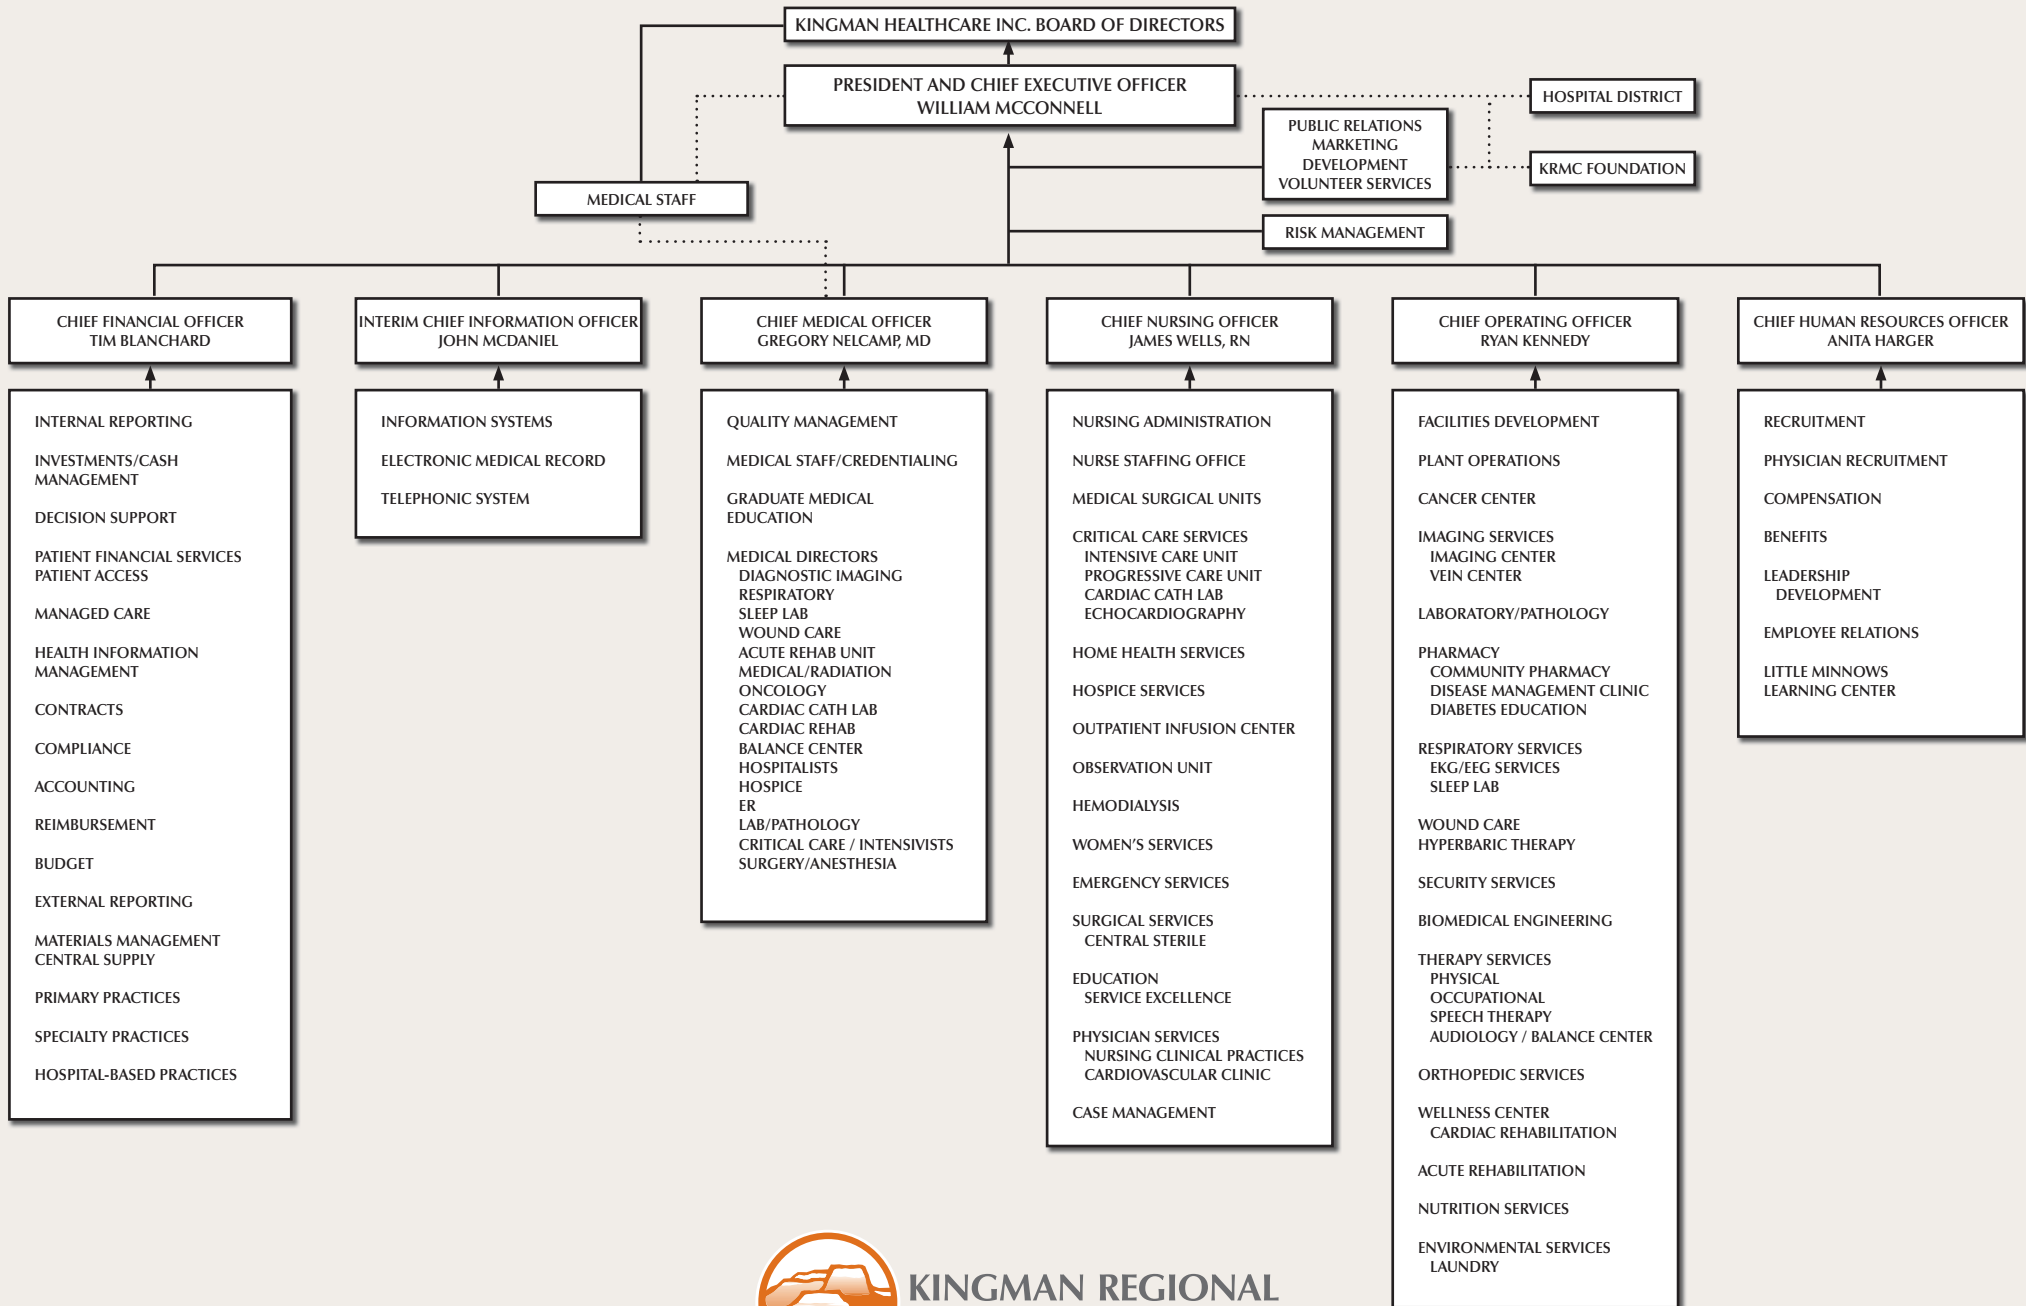 KINGMAN HEALTHCARE INC. BOARD OF DIRECTORS
PRESIDENT AND CHIEF EXECUTIVE OFFICER
WILLIAM MCCONNELL
HOSPITAL DISTRICT
PUBLIC RELATIONS
MARKETING
DEVELOPMENT
VOLUNTEER SERVICES
KRMC FOUNDATION
MEDICAL STAFF
RISK MANAGEMENT
CHIEF FINANCIAL OFFICER
TIM BLANCHARD
INTERIM CHIEF INFORMATION OFFICER
JOHN MCDANIEL
CHIEF MEDICAL OFFICER
GREGORY NELCAMP, MD
CHIEF NURSING OFFICER
JAMES WELLS, RN
CHIEF OPERATING OFFICER
RYAN KENNEDY
CHIEF HUMAN RESOURCES OFFICER
ANITA HARGER
INTERNAL REPORTING
INVESTMENTS/CASH
MANAGEMENT
DECISION SUPPORT
PATIENT FINANCIAL SERVICES
PATIENT ACCESS
MANAGED CARE
HEALTH INFORMATION
MANAGEMENT
CONTRACTS
COMPLIANCE
ACCOUNTING
REIMBURSEMENT
BUDGET
EXTERNAL REPORTING
MATERIALS MANAGEMENT
CENTRAL SUPPLY
PRIMARY PRACTICES
SPECIALTY PRACTICES
HOSPITAL-BASED PRACTICES
INFORMATION SYSTEMS
ELECTRONIC MEDICAL RECORD
TELEPHONIC SYSTEM
QUALITY MANAGEMENT
MEDICAL STAFF/CREDENTIALING
GRADUATE MEDICAL
EDUCATION
MEDICAL DIRECTORS
DIAGNOSTIC IMAGING
RESPIRATORY
SLEEP LAB
WOUND CARE
ACUTE REHAB UNIT
MEDICAL/RADIATION
ONCOLOGY
CARDIAC CATH LAB
CARDIAC REHAB
BALANCE CENTER
HOSPITALISTS
HOSPICE
ER
LAB/PATHOLOGY
CRITICAL CARE / INTENSIVISTS
SURGERY/ANESTHESIA
NURSING ADMINISTRATION
NURSE STAFFING OFFICE
MEDICAL SURGICAL UNITS
CRITICAL CARE SERVICES
INTENSIVE CARE UNIT
PROGRESSIVE CARE UNIT
CARDIAC CATH LAB
ECHOCARDIOGRAPHY
HOME HEALTH SERVICES
HOSPICE SERVICES
OUTPATIENT INFUSION CENTER
OBSERVATION UNIT
HEMODIALYSIS
WOMEN'S SERVICES
EMERGENCY SERVICES
SURGICAL SERVICES
CENTRAL STERILE
EDUCATION
SERVICE EXCELLENCE
PHYSICIAN SERVICES
NURSING CLINICAL PRACTICES
CARDIOVASCULAR CLINIC
CASE MANAGEMENT
FACILITIES DEVELOPMENT
PLANT OPERATIONS
CANCER CENTER
IMAGING SERVICES
IMAGING CENTER
VEIN CENTER
LABORATORY/PATHOLOGY
PHARMACY
COMMUNITY PHARMACY
DISEASE MANAGEMENT CLINIC
DIABETES EDUCATION
RESPIRATORY SERVICES
EKG/EEG SERVICES
SLEEP LAB
WOUND CARE
HYPERBARIC THERAPY
SECURITY SERVICES
BIOMEDICAL ENGINEERING
THERAPY SERVICES
PHYSICAL
OCCUPATIONAL
SPEECH THERAPY
AUDIOLOGY / BALANCE CENTER
ORTHOPEDIC SERVICES
WELLNESS CENTER
CARDIAC REHABILITATION
ACUTE REHABILITATION
NUTRITION SERVICES
ENVIRONMENTAL SERVICES
LAUNDRY
RECRUITMENT
PHYSICIAN RECRUITMENT
COMPENSATION
BENEFITS
LEADERSHIP
DEVELOPMENT
EMPLOYEE RELATIONS
LITTLE MINNOWS
LEARNING CENTER
KINGMAN REGIONAL